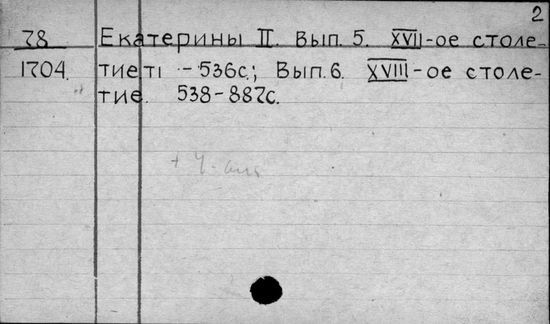 2
78 Екатерины II. Вып. 5. XVII-ое столе-
1704. тие – 536с.; Вып. 6. XVIII-ое столе-
тие. 538-887с.